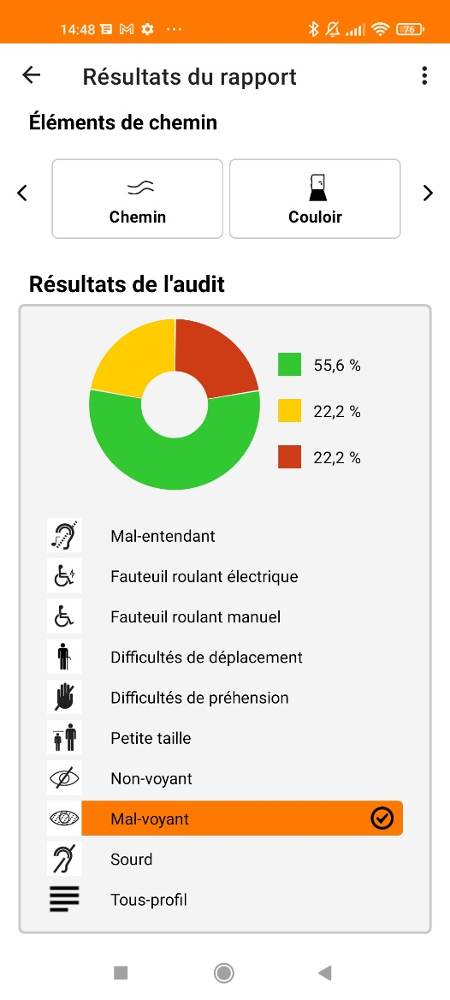 14:48
76
Résultats du rapport
Éléments de chemin
Chemin
Couloir
Résultats de l'audit
55,6 %
22,2 %
22,2 %
Mal-entendant
Fauteuil roulant électrique
Fauteuil roulant manuel
Difficultés de déplacement
Difficultés de préhension
Petite taille
Non-voyant
Mal-voyant
Sourd
Tous-profil